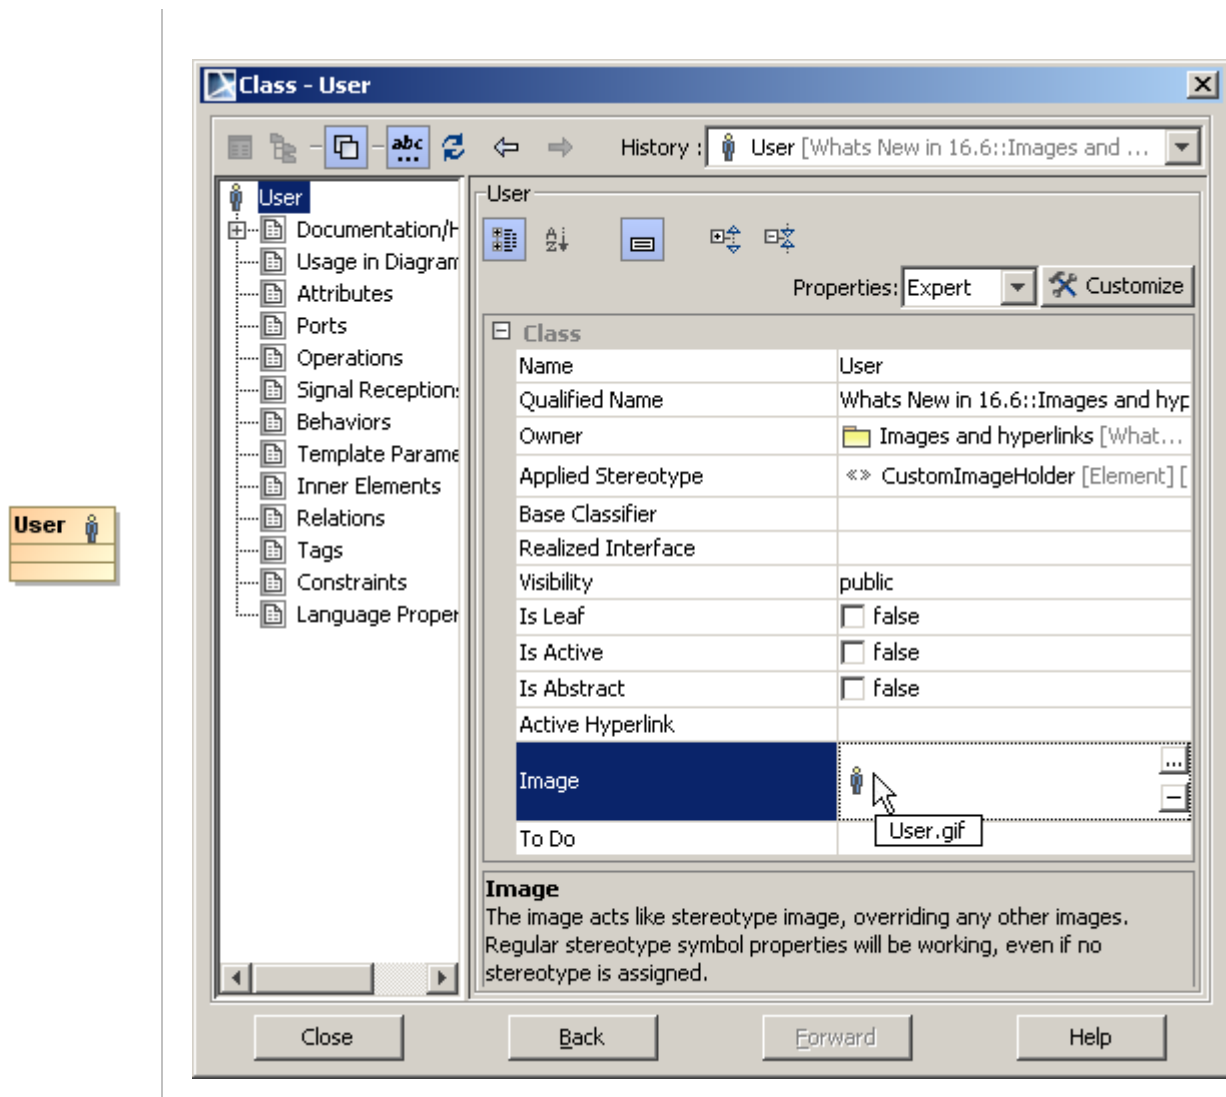 Class - User
abc
History :
User [Whats New in 16.6::Images and ...
User
Documentation/H
Usage in Diagram
Attributes
Ports
Operations
Signal Receptions
Behaviors
Template Parame
Inner Elements
Relations
Tags
Constraints
Language Proper
User
User
Properties: Expert
Customize
Class
Name User
Qualified Name Whats New in 16.6::Images and hyp
Owner Images and hyperlinks [What...
Applied Stereotype «» CustomImageHolder [Element] [
Base Classifier
Realized Interface
Visibility public
Is Leaf false
Is Active false
Is Abstract false
Active Hyperlink
Image ...
User.gif
To Do
Image
The image acts like stereotype image, overriding any other images.
Regular stereotype symbol properties will be working, even if no
stereotype is assigned.
Close Back Forward Help